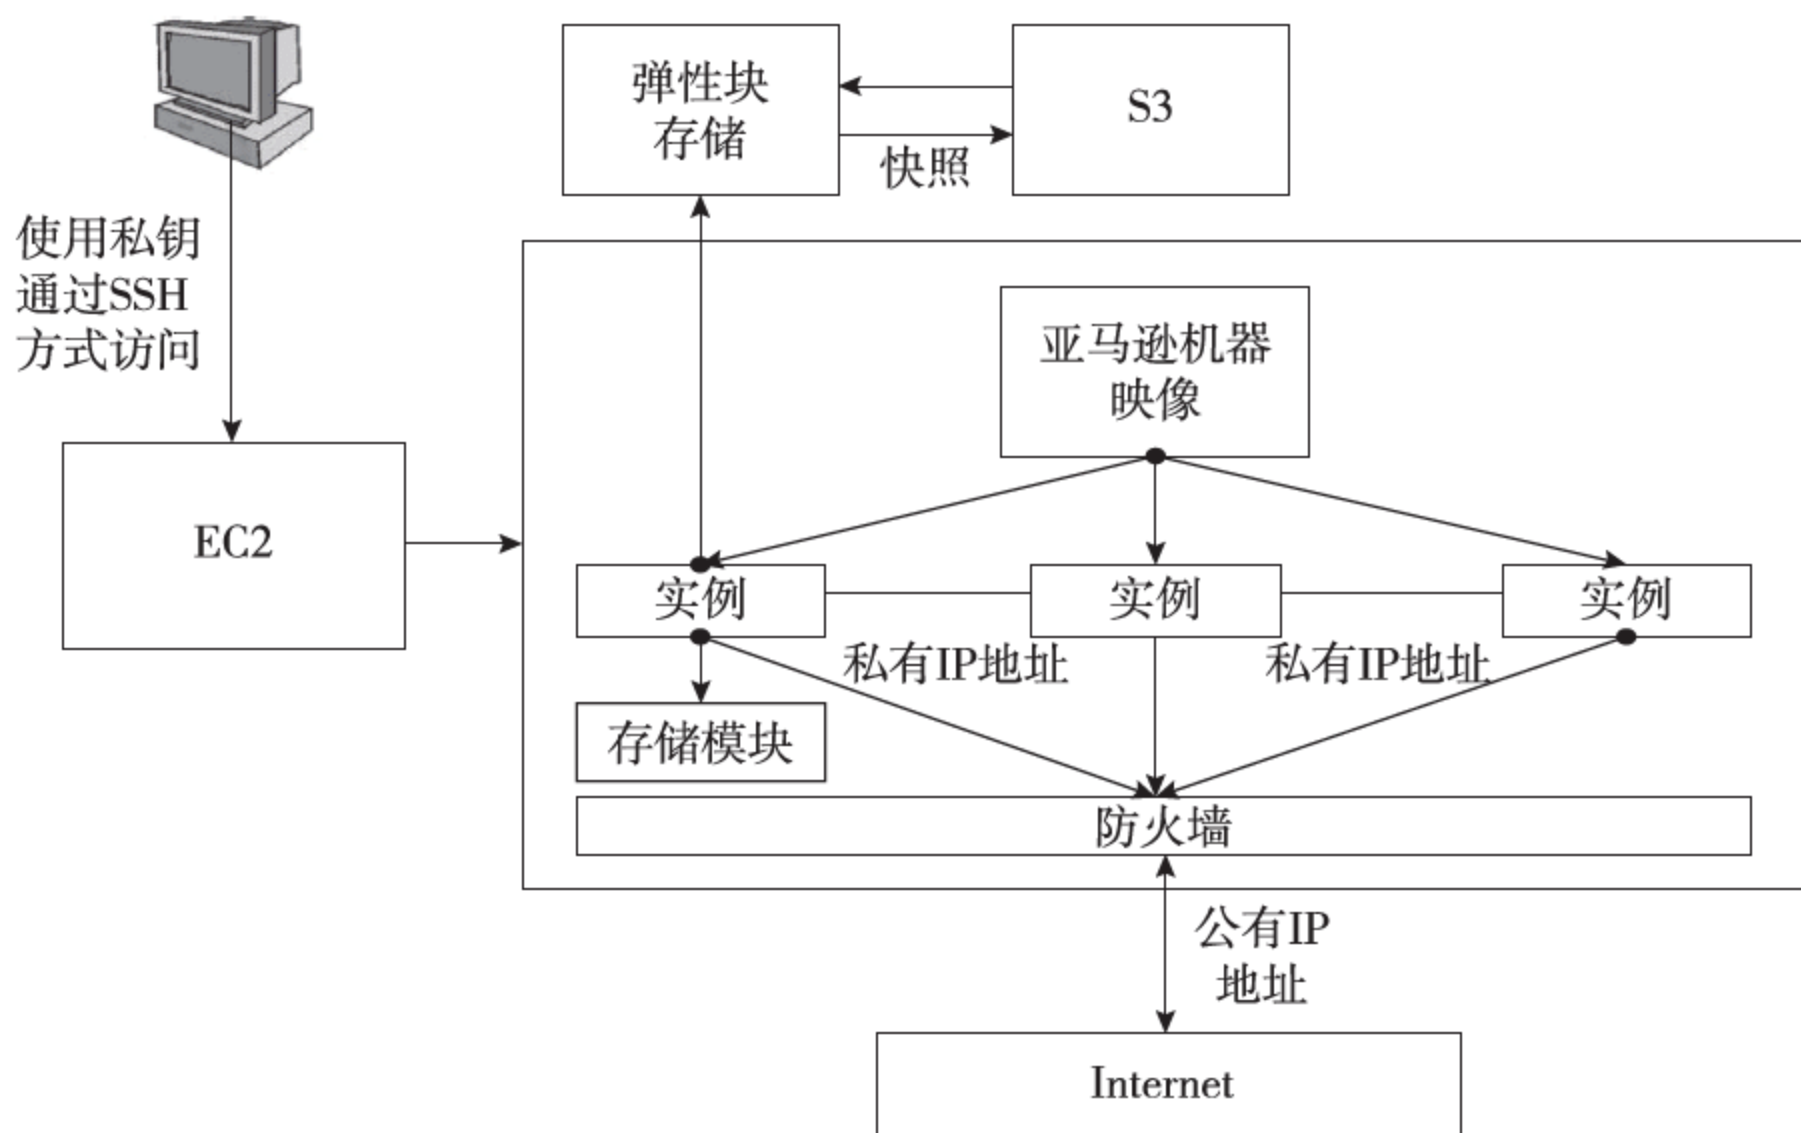 弹性块
存储
S3
快照
使用私钥
通过SSH
方式访问
亚马逊机器
映像
EC2
实例
实例
实例
私有IP地址
私有IP地址
存储模块
防火墙
公有IP
地址
Internet